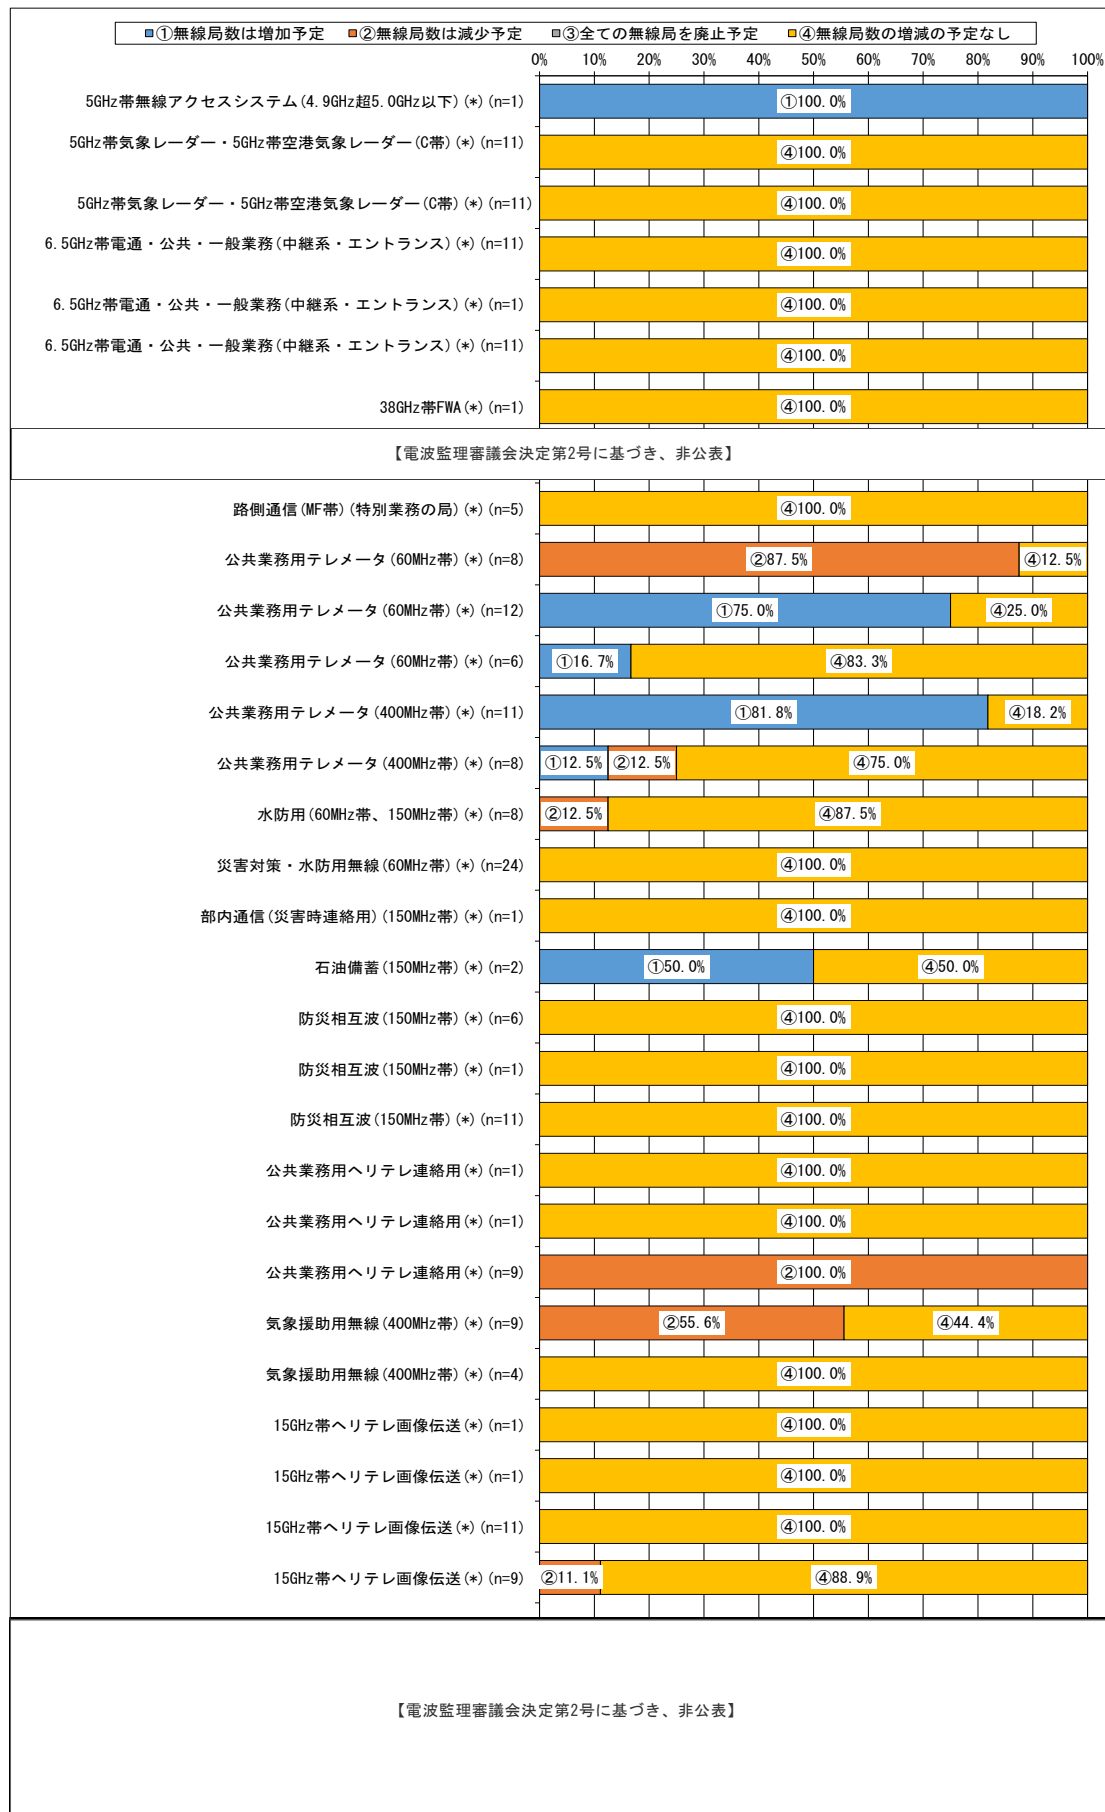 ①無線局数は増加予定 ②無線局数は減少予定 ③全ての無線局を廃止予定 ④無線局数の増減の予定なし
0% 10% 20% 30% 40% 50% 60% 70% 80% 90% 100%
5GHz帯無線アクセスシステム(4.9GHz超5.0GHz以下)(*)(n=1) ①100.0%
5GHz帯気象レーダー・5GHz帯空港気象レーダー(C帯)(*)(n=11) ④100.0%
5GHz帯気象レーダー・5GHz帯空港気象レーダー(C帯)(*)(n=11) ④100.0%
6.5GHz帯電通・公共・一般業務(中継系・エントランス)(*)(n=11) ④100.0%
6.5GHz帯電通・公共・一般業務(中継系・エントランス)(*)(n=1) ④100.0%
6.5GHz帯電通・公共・一般業務(中継系・エントランス)(*)(n=11) ④100.0%
38GHz帯FWA(*)(n=1) ④100.0%
【電波監理審議会決定第2号に基づき、非公表】
路側通信(MF帯)(特別業務の局)(*)(n=5) ④100.0%
公共業務用テレメータ(60MHz帯)(*)(n=8) ②87.5% ④12.5%
公共業務用テレメータ(60MHz帯)(*)(n=12) ①75.0% ④25.0%
公共業務用テレメータ(60MHz帯)(*)(n=6) ①16.7% ④83.3%
公共業務用テレメータ(400MHz帯)(*)(n=11) ①81.8% ④18.2%
公共業務用テレメータ(400MHz帯)(*)(n=8) ①12.5% ②12.5% ④75.0%
水防用(60MHz帯、150MHz帯)(*)(n=8) ②12.5% ④87.5%
災害対策・水防用無線(60MHz帯)(*)(n=24) ④100.0%
部内通信(災害時連絡用)(150MHz帯)(*)(n=1) ④100.0%
石油備蓄(150MHz帯)(*)(n=2) ①50.0% ④50.0%
防災相互波(150MHz帯)(*)(n=6) ④100.0%
防災相互波(150MHz帯)(*)(n=1) ④100.0%
防災相互波(150MHz帯)(*)(n=11) ④100.0%
公共業務用ヘリテレ連絡用(*)(n=1) ④100.0%
公共業務用ヘリテレ連絡用(*)(n=1) ④100.0%
公共業務用ヘリテレ連絡用(*)(n=9) ②100.0%
気象援助用無線(400MHz帯)(*)(n=9) ②55.6% ④44.4%
気象援助用無線(400MHz帯)(*)(n=4) ④100.0%
15GHz帯ヘリテレ画像伝送(*)(n=1) ④100.0%
15GHz帯ヘリテレ画像伝送(*)(n=1) ④100.0%
15GHz帯ヘリテレ画像伝送(*)(n=11) ④100.0%
15GHz帯ヘリテレ画像伝送(*)(n=9) ②11.1% ④88.9%
【電波監理審議会決定第2号に基づき、非公表】